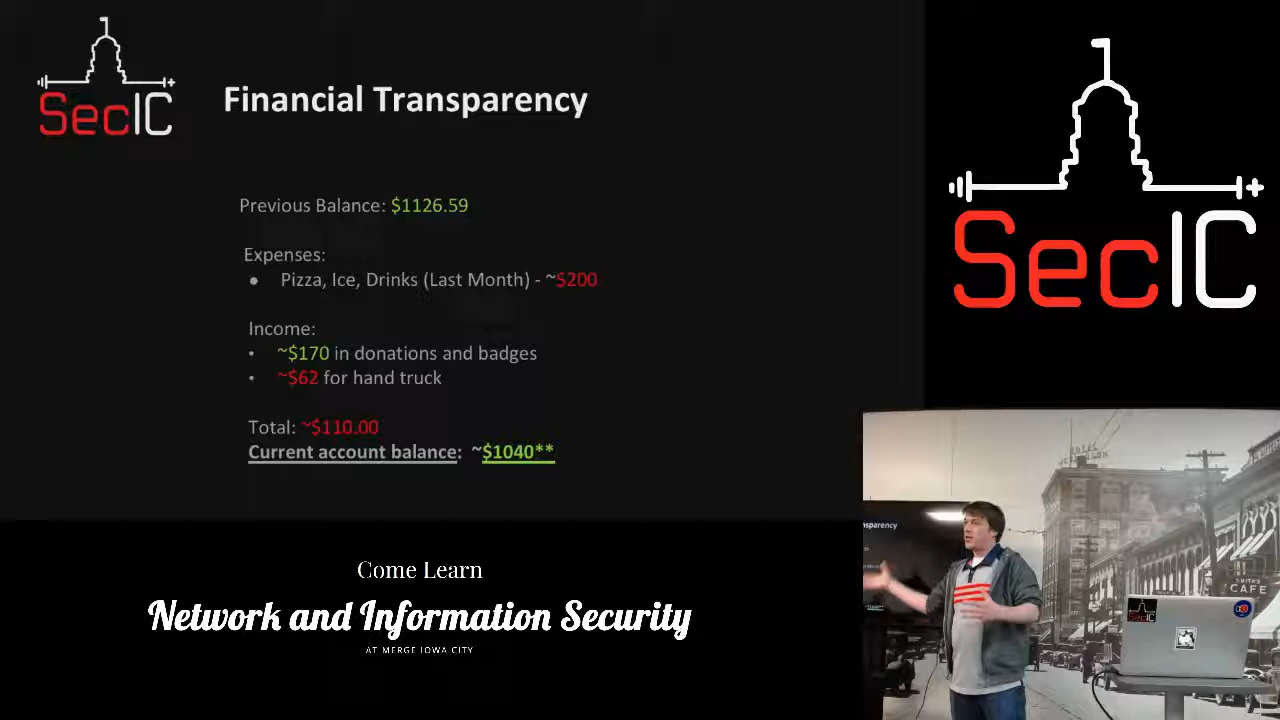 SecIC
Financial Transparency
Previous Balance: $1126.59
Expenses:
● Pizza, Ice, Drinks (Last Month) - ~$200
Income:
• ~$170 in donations and badges
• ~$62 for hand truck
Total: ~$110.00
Current account balance: ~$1040**
Come Learn
Network and Information Security
AT MERGE IOWA CITY
SecIC
nsparency
CAFE